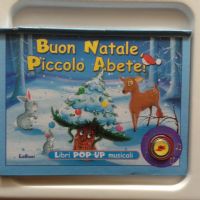 Buon Natale
Piccolo Abete!
Libri POP UP musicali